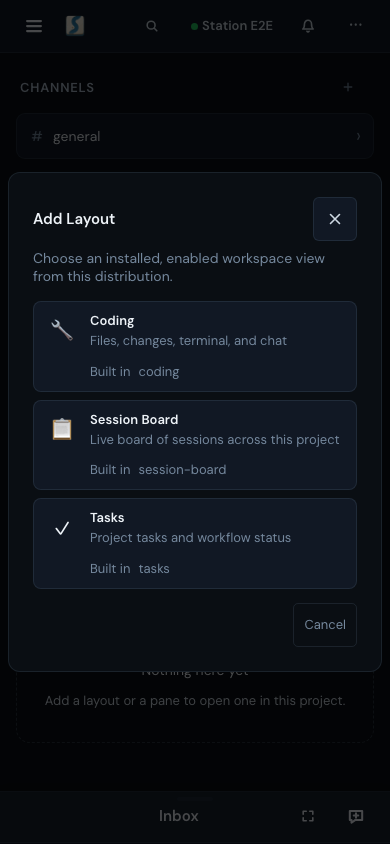 Station E2E
CHANNELS
# general
Add Layout
Choose an installed, enabled workspace view
from this distribution.
Coding
Files, changes, terminal, and chat
Built in coding
Session Board
Live board of sessions across this project
Built in session-board
Tasks
Project tasks and workflow status
Built in tasks
Cancel
Nothing here yet
Add a layout or a pane to open one in this project.
Inbox